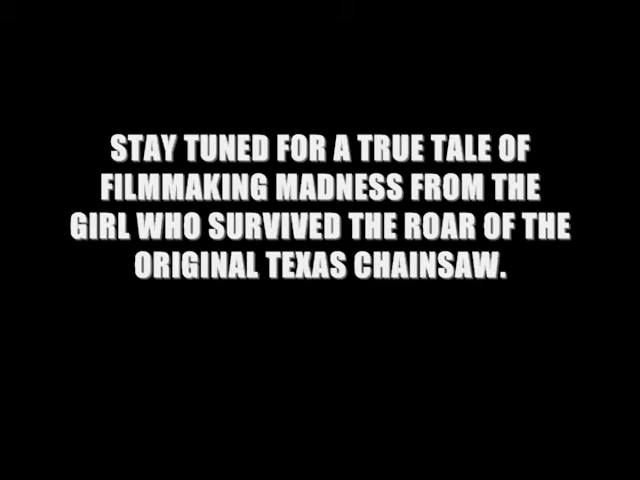 STAY TUNED FOR A TRUE TALE OF
FILMMAKING MADNESS FROM THE
GIRL WHO SURVIVED THE ROAR OF THE
ORIGINAL TEXAS CHAINSAW.